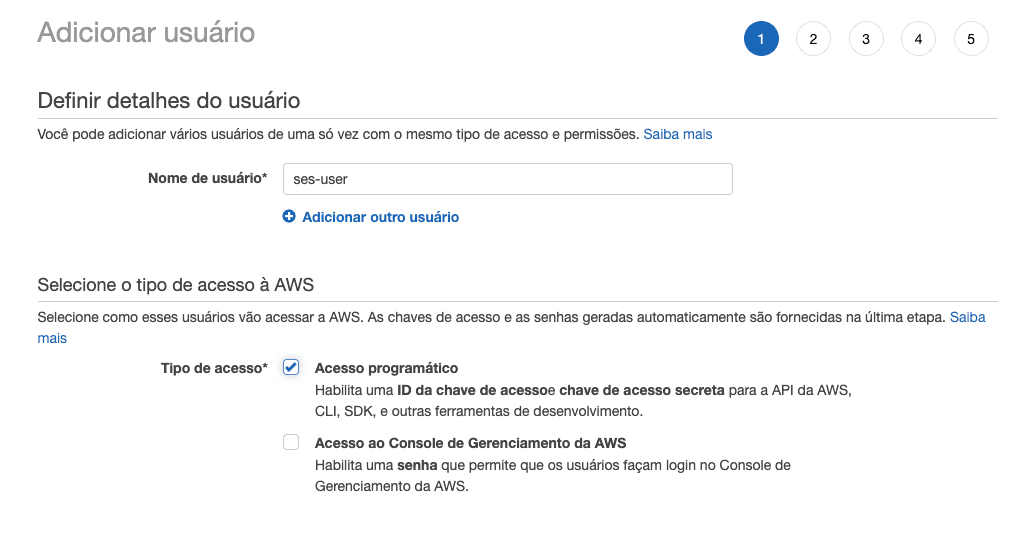 Adicionar usuário
1 2 3 4 5
Definir detalhes do usuário
Você pode adicionar vários usuários de uma só vez com o mesmo tipo de acesso e permissões. Saiba mais
Nome de usuário* ses-user
Adicionar outro usuário
Selecione o tipo de acesso à AWS
Selecione como esses usuários vão acessar a AWS. As chaves de acesso e as senhas geradas automaticamente são fornecidas na última etapa. Saiba
mais
Tipo de acesso* Acesso programático
Habilita uma ID da chave de acessoe chave de acesso secreta para a API da AWS,
CLI, SDK, e outras ferramentas de desenvolvimento.
Acesso ao Console de Gerenciamento da AWS
Habilita uma senha que permite que os usuários façam login no Console de
Gerenciamento da AWS.